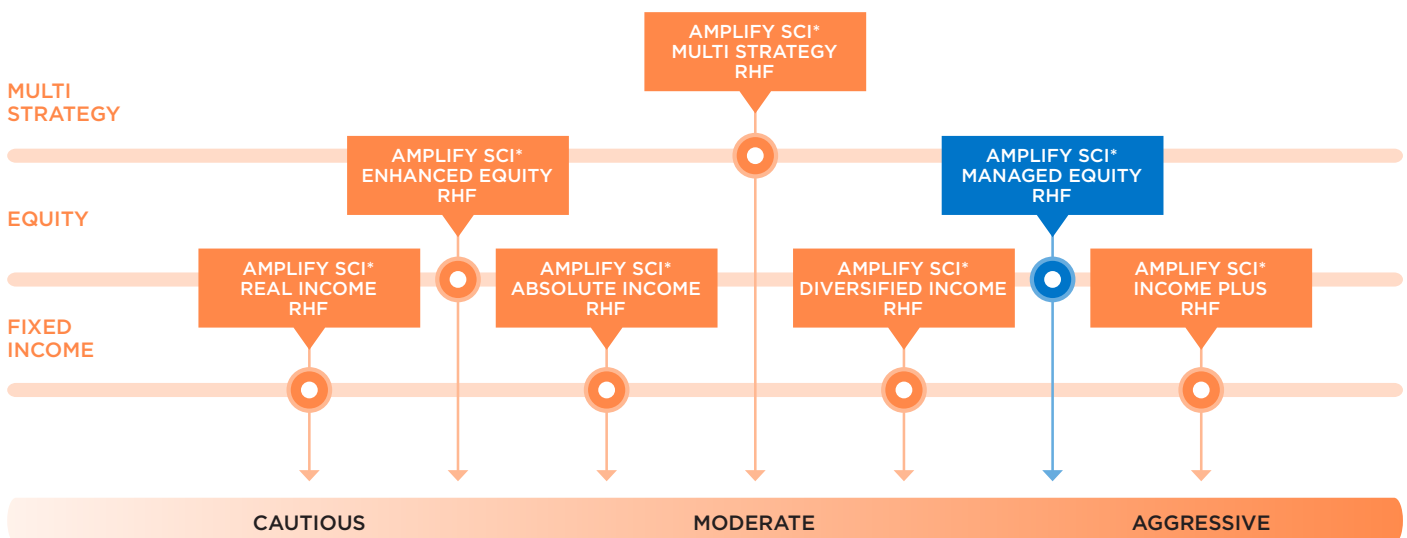 AMPLIFY SCI*
MULTI STRATEGY
RHF
MULTI
STRATEGY
AMPLIFY SCI*
ENHANCED EQUITY
RHF
AMPLIFY SCI*
MANAGED EQUITY
RHF
EQUITY
AMPLIFY SCI*
REAL INCOME
RHF
AMPLIFY SCI*
ABSOLUTE INCOME
RHF
AMPLIFY SCI*
DIVERSIFIED INCOME
RHF
AMPLIFY SCI*
INCOME PLUS
RHF
FIXED
INCOME
CAUTIOUS
MODERATE
AGGRESSIVE